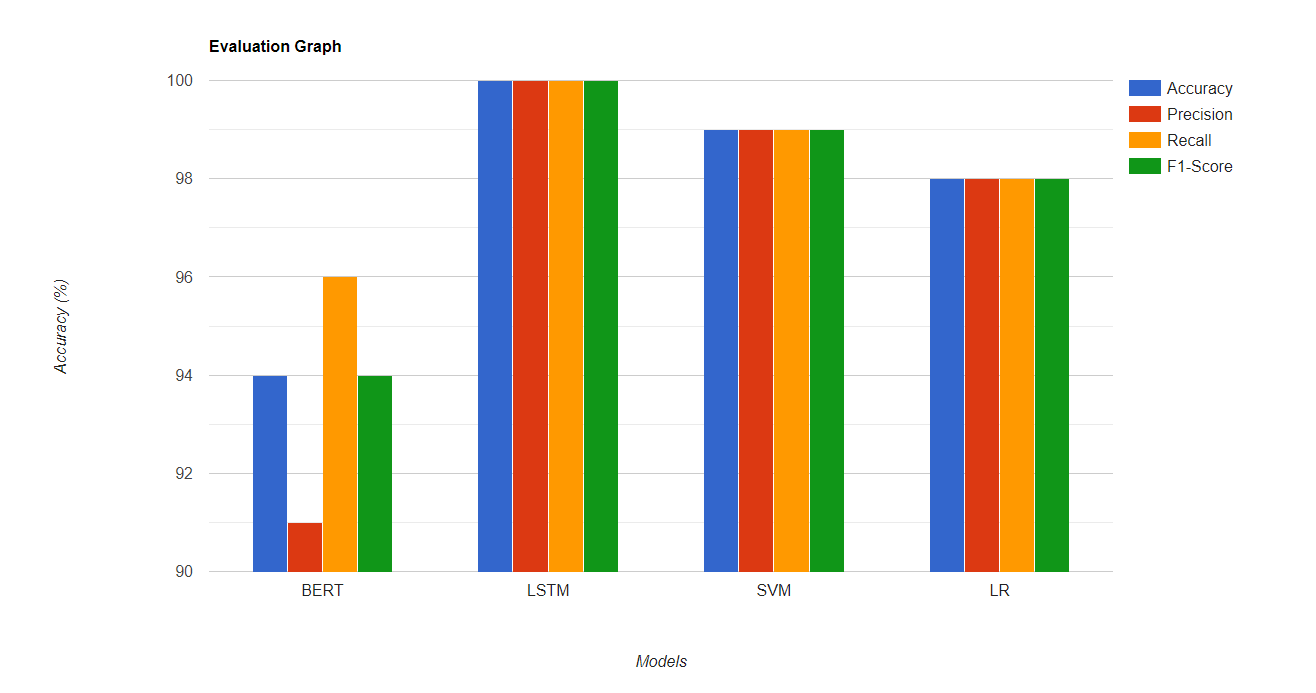 Evaluation Graph
100
98
96
94
92
90
Accuracy (%)
BERT
LSTM
SVM
LR
Models
Accuracy
Precision
Recall
F1-Score